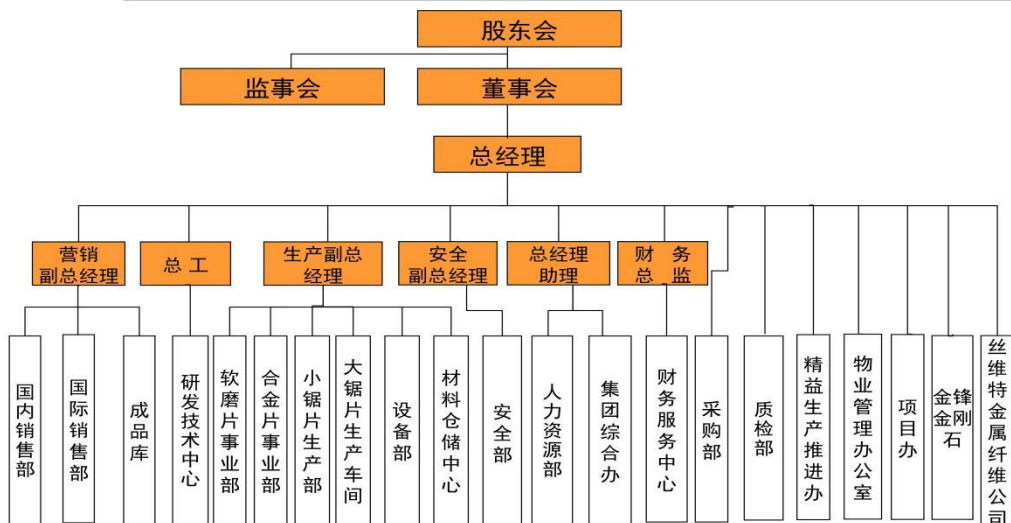 股东会
监事会
董事会
总经理
营销
副总经理
总工
生产副总
经理
安全
副总经理
总经理
助理
财 务
总 监
国内销售部
国际销售部
成品库
研发技术中心
软磨片事业部
合金片事业部
小锯片生产部
大锯片生产车间
设备部
材料仓储中心
安全部
人力资源部
集团综合办
财务服务中心
采购部
质检部
精益生产推进办
物业管理办公室
项目办
金锋
金刚
石
丝维特金属纤维公司